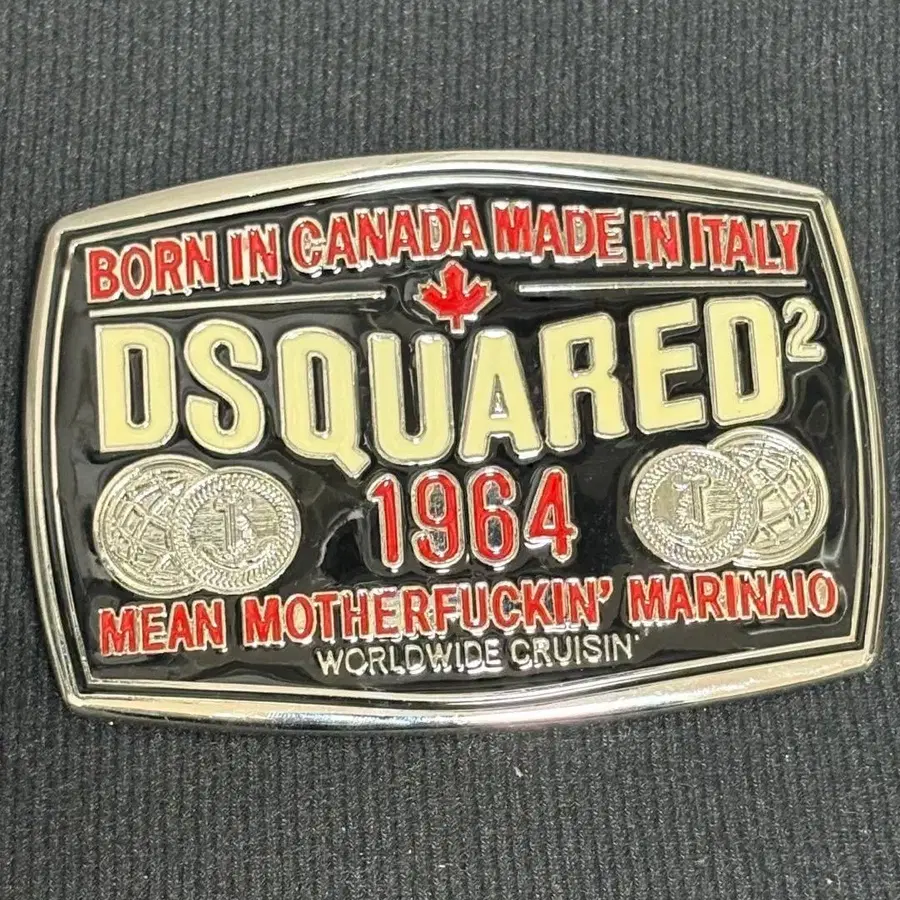 BORN IN CANADA MADE IN ITALY
DSQUARED²
1964
MEAN MOTHERFUCKIN' MARINAIO
WORLDWIDE CRUISIN'